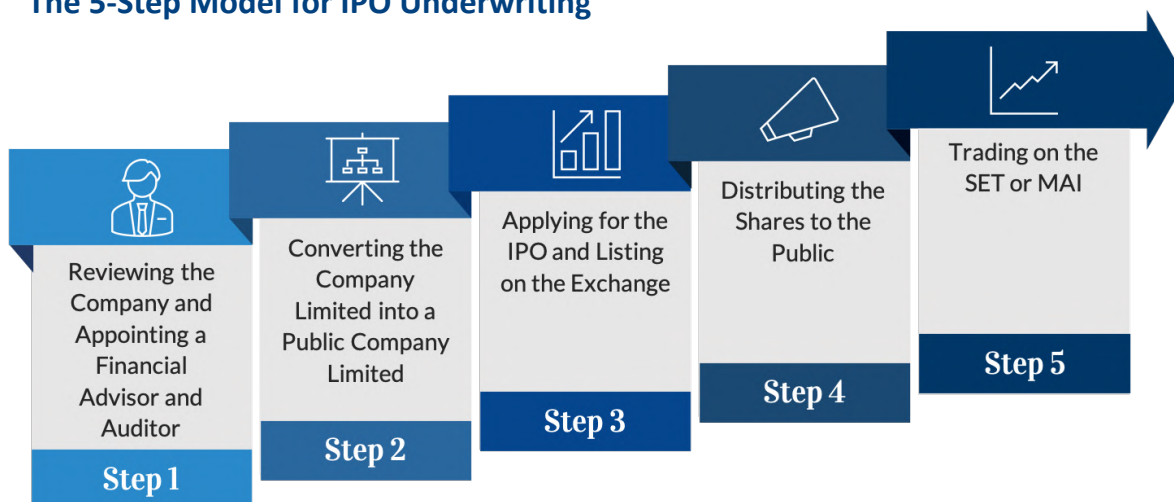 The 5-Step Model for IPO Underwriting
Reviewing the
Company and
Appointing a
Financial
Advisor and
Auditor
Step 1
Converting the
Company
Limited into a
Public Company
Limited
Step 2
Applying for the
IPO and Listing
on the Exchange
Step 3
Distributing the
Shares to the
Public
Step 4
Trading on the
SET or MAI
Step 5